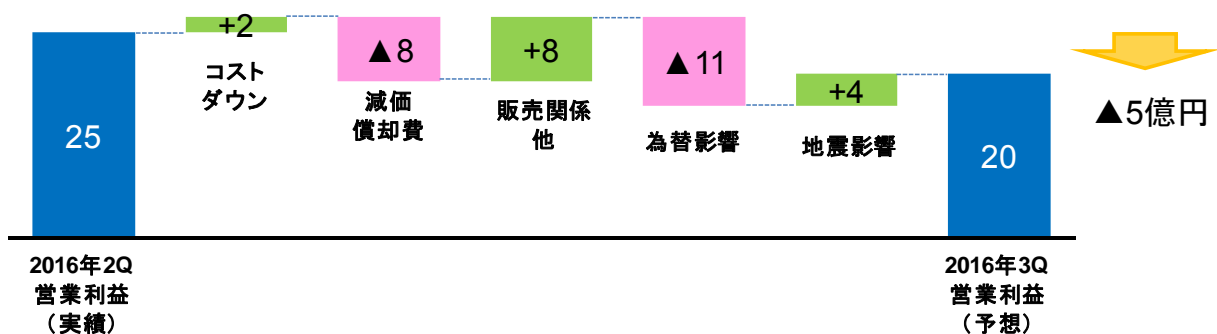 +2
▲8
+8
▲11
+4
▲5億円
25
20
コスト
ダウン
減価
償却費
販売関係
他
為替影響
地震影響
2016年2Q
営業利益
（実績）
2016年3Q
営業利益
（予想）